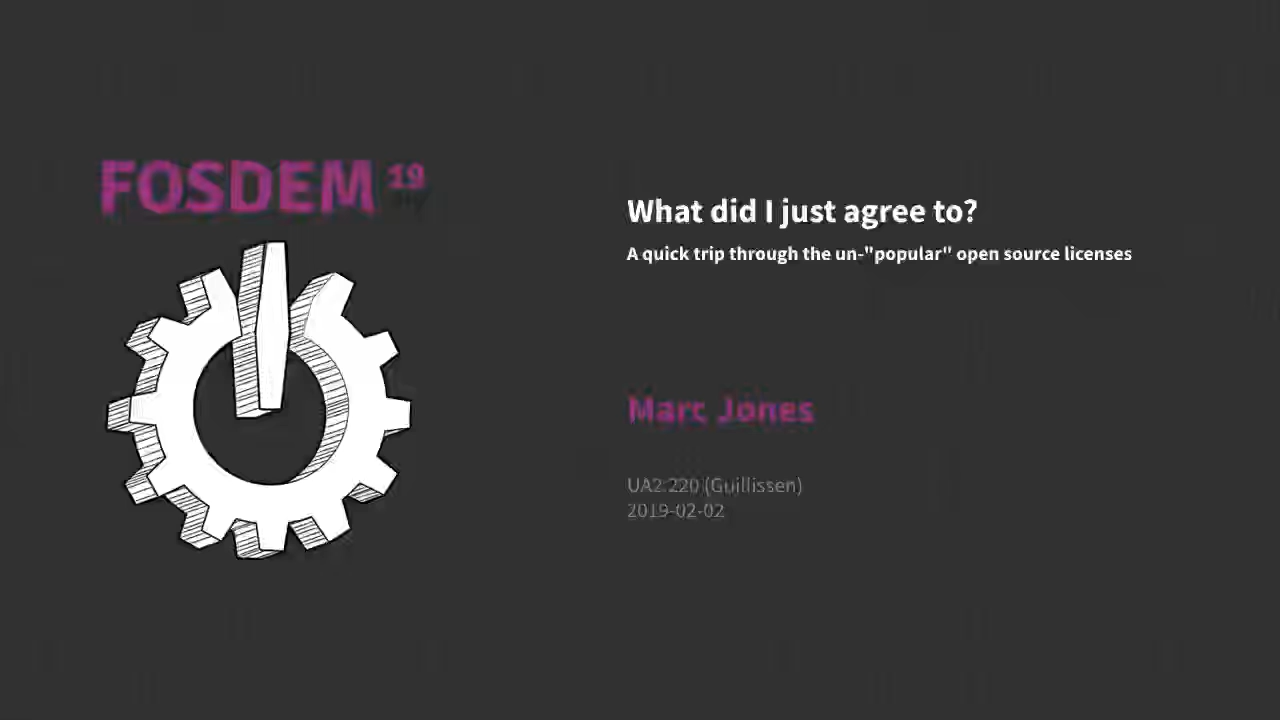 FOSDEM 19
What did I just agree to?
A quick trip through the un-"popular" open source licenses
Marc Jones
UA2.220 (Guillissen)
2019-02-02